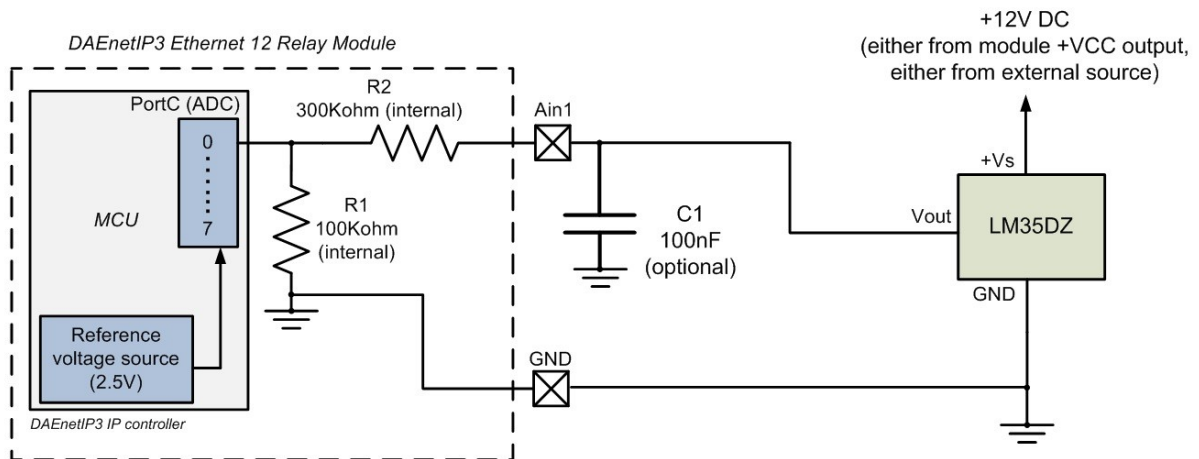 DAEnetIP3 Ethernet 12 Relay Module
+12V DC
(either from module +VCC output,
either from external source)
PortC (ADC)
0
7
MCU
R2
300Kohm (internal)
R1
100Kohm
(internal)
Ain1
C1
100nF
(optional)
+Vs
Vout
LM35DZ
GND
Reference
voltage source
(2.5V)
GND
DAEnetIP3 IP controller